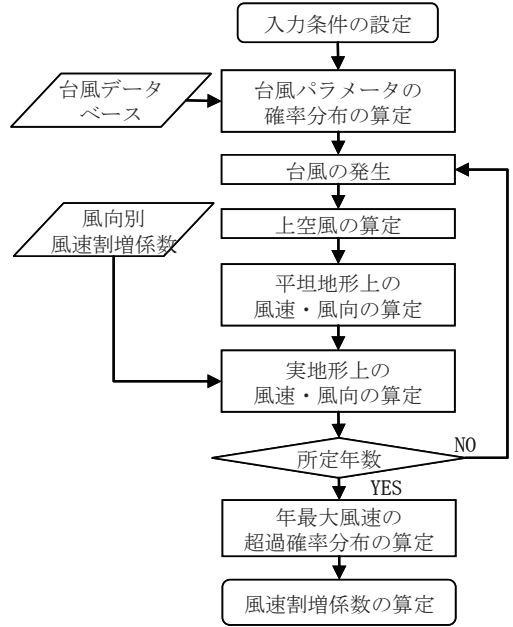 入力条件の設定
台風データ
ベース
台風パラメータの
確率分布の算定
台風の発生
風向別
風速割増係数
上空風の算定
平坦地形上の
風速・風向の算定
実地形上の
風速・風向の算定
所定年数
NO
YES
年最大風速の
超過確率分布の算定
風速割増係数の算定